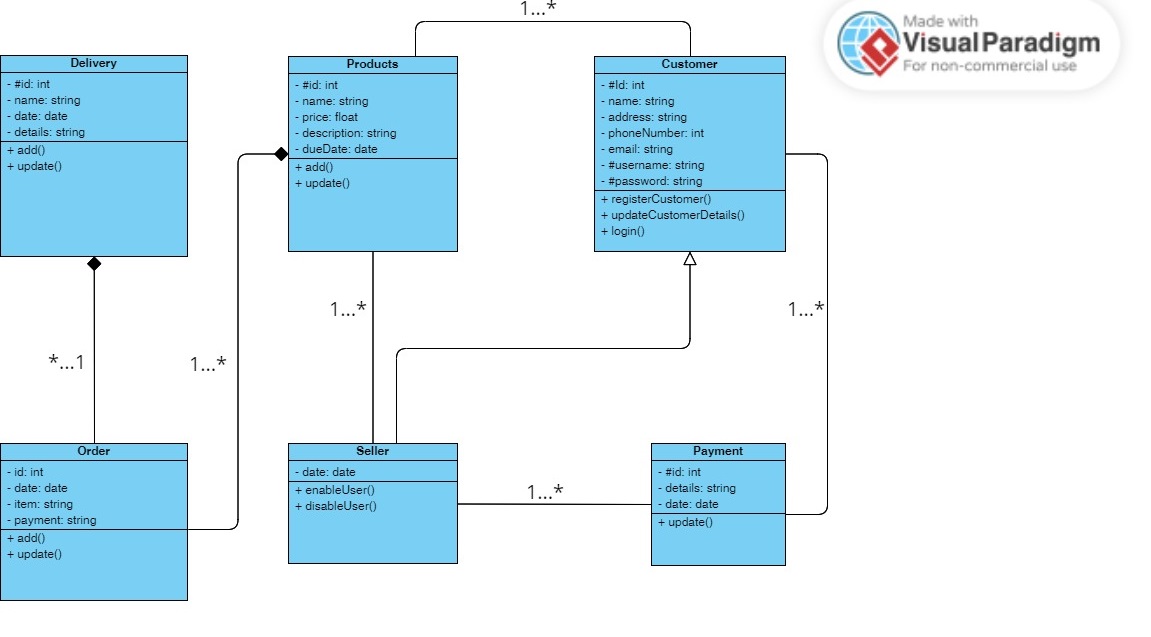 1...*
Made with
Visual Paradigm
For non-commercial use
Delivery
- #id: int
- name: string
- date: date
- details: string
+ add()
+ update()
Products
- #id: int
- name: string
- price: float
- description: string
- dueDate: date
+ add()
+ update()
Customer
- #Id: int
- name: string
- address: string
- phoneNumber: int
- email: string
- #username: string
- #password: string
+ registerCustomer()
+ updateCustomerDetails()
+ login()
*...1
1...*
1...*
1...*
Order
- id: int
- date: date
- item: string
- payment: string
+ add()
+ update()
Seller
- date: date
+ enableUser()
+ disableUser()
1...*
Payment
- #id: int
- details: string
- date: date
+ update()